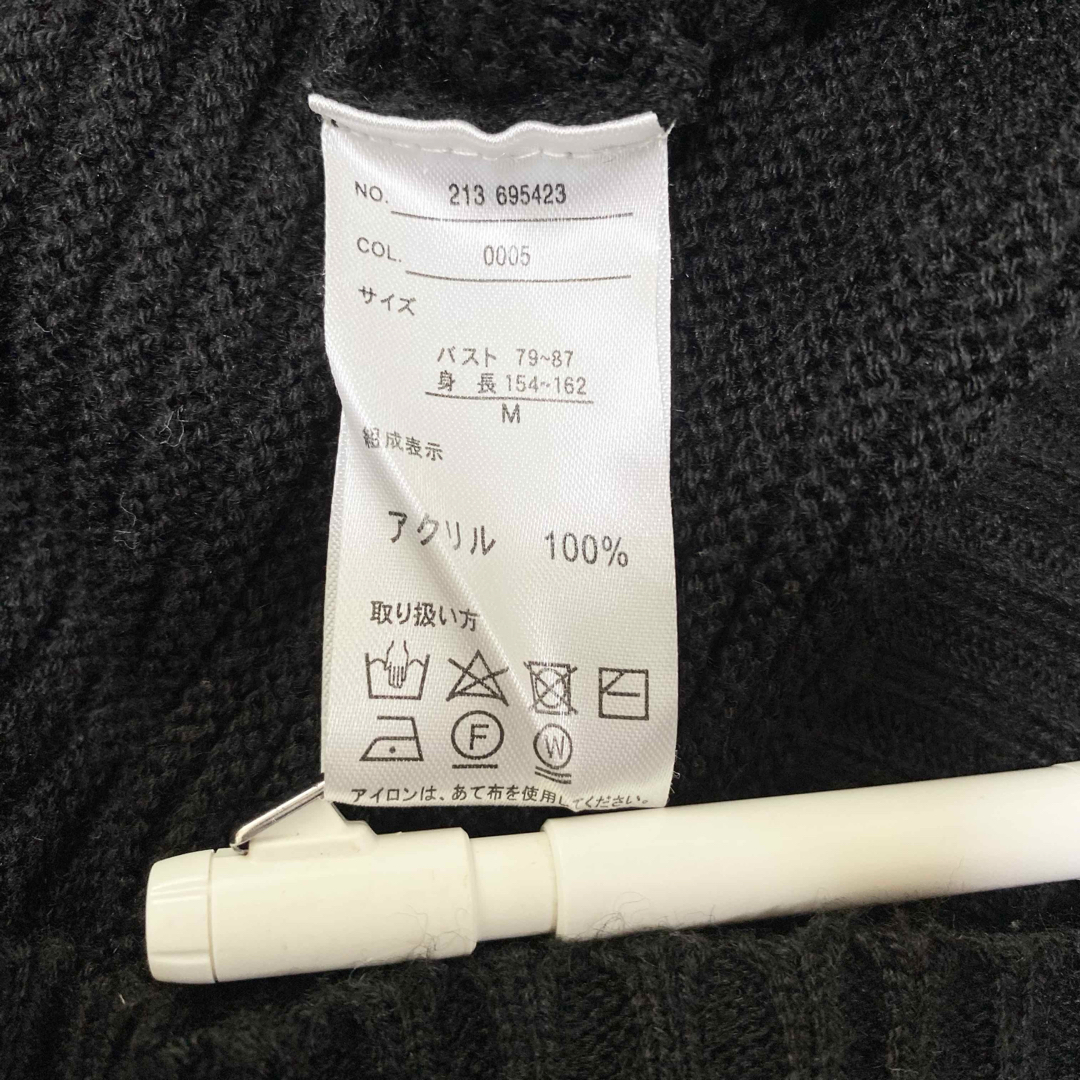 NO. 213 695423
COL. 0005
サイズ
バスト 79~87
身 長 154~162
M
組成表示
アクリル 100%
取り扱い方
F W
アイロンは、あて布を使用してください。